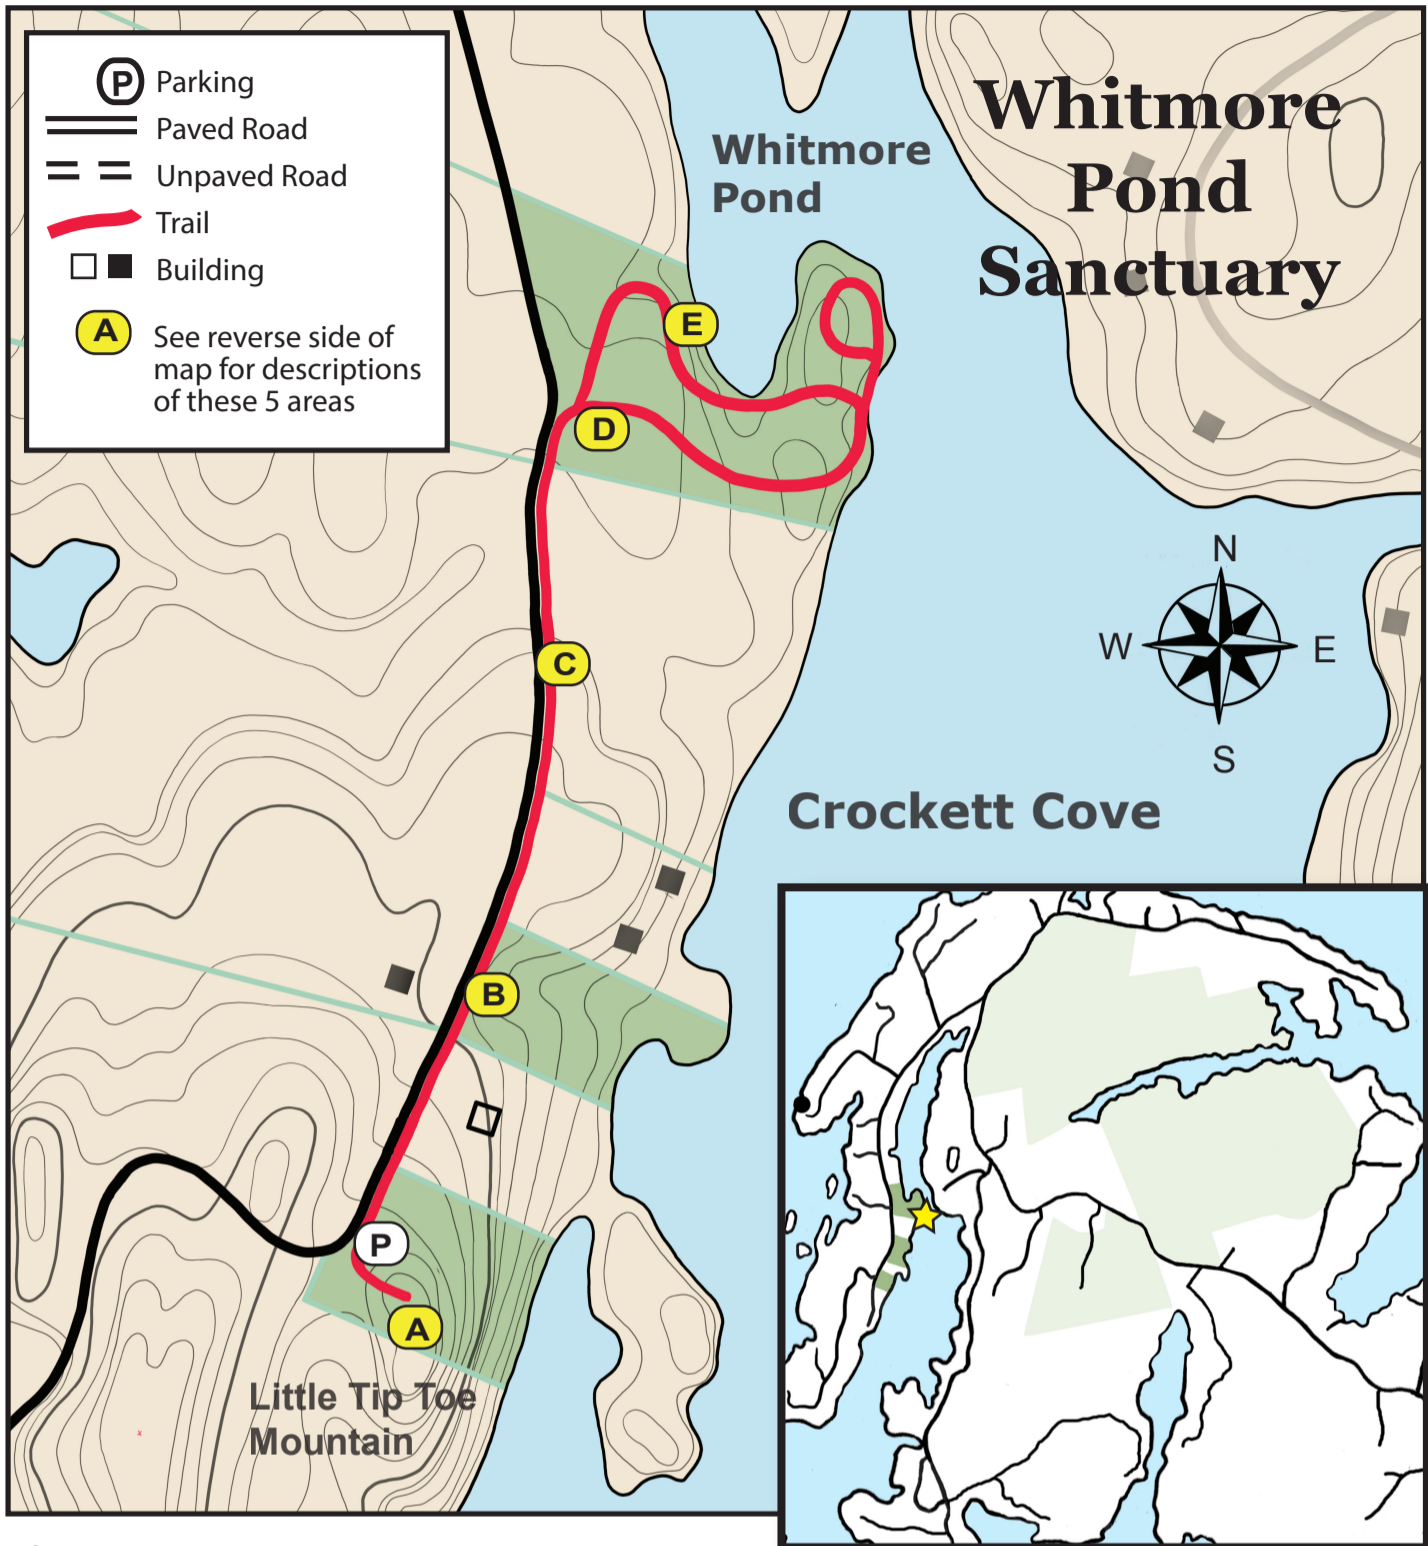 Whitmore
Pond
Sanctuary
P Parking
Paved Road
Unpaved Road
Trail
Building
A See reverse side of
map for descriptions
of these 5 areas
Whitmore
Pond
E
D
C
N
W E
S
Crockett Cove
B
P
A
Little Tip Toe
Mountain